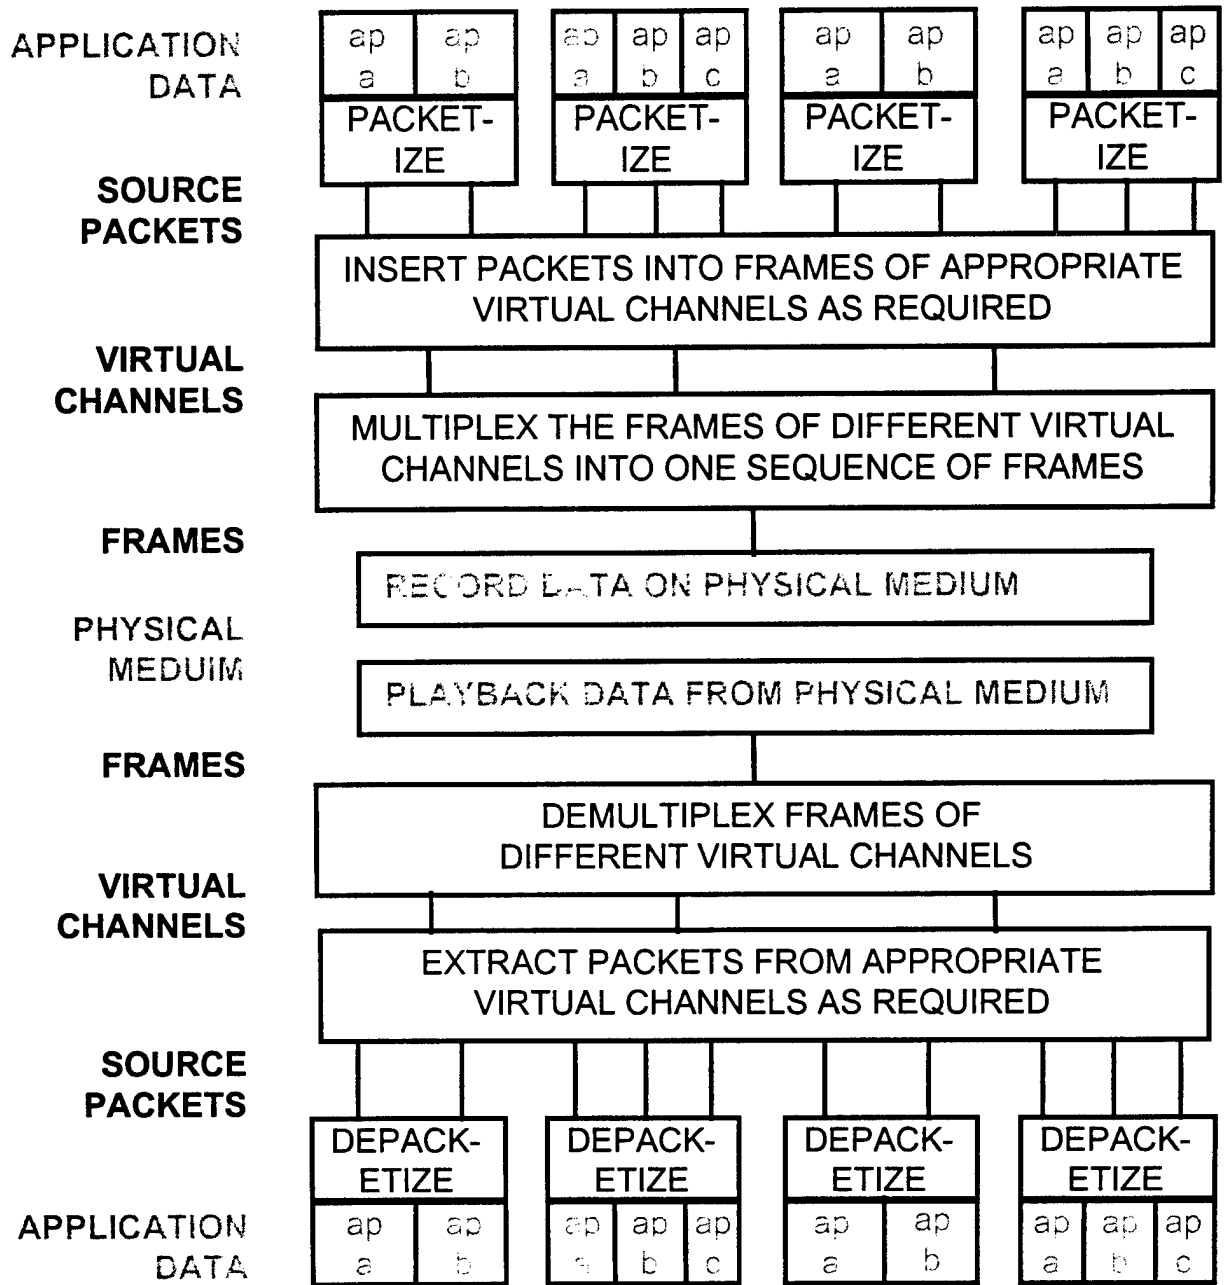 APPLICATION DATA
ap a ap b ap a ap b ap c ap a ap b ap a ap b ap c
PACKET-
IZE
PACKET-
IZE
PACKET-
IZE
PACKET-
IZE
SOURCE
PACKETS
INSERT PACKETS INTO FRAMES OF APPROPRIATE
VIRTUAL CHANNELS AS REQUIRED
VIRTUAL
CHANNELS
MULTIPLEX THE FRAMES OF DIFFERENT VIRTUAL
CHANNELS INTO ONE SEQUENCE OF FRAMES
FRAMES
RECORD DATA ON PHYSICAL MEDIUM
PHYSICAL
MEDUIM
PLAYBACK DATA FROM PHYSICAL MEDIUM
FRAMES
DEMULTIPLEX FRAMES OF
DIFFERENT VIRTUAL CHANNELS
VIRTUAL
CHANNELS
EXTRACT PACKETS FROM APPROPRIATE
VIRTUAL CHANNELS AS REQUIRED
SOURCE
PACKETS
DEPACK-
ETIZE
DEPACK-
ETIZE
DEPACK-
ETIZE
DEPACK-
ETIZE
APPLICATION
DATA
ap a ap b ap a ap b ap c ap a ap b ap a ap b ap c